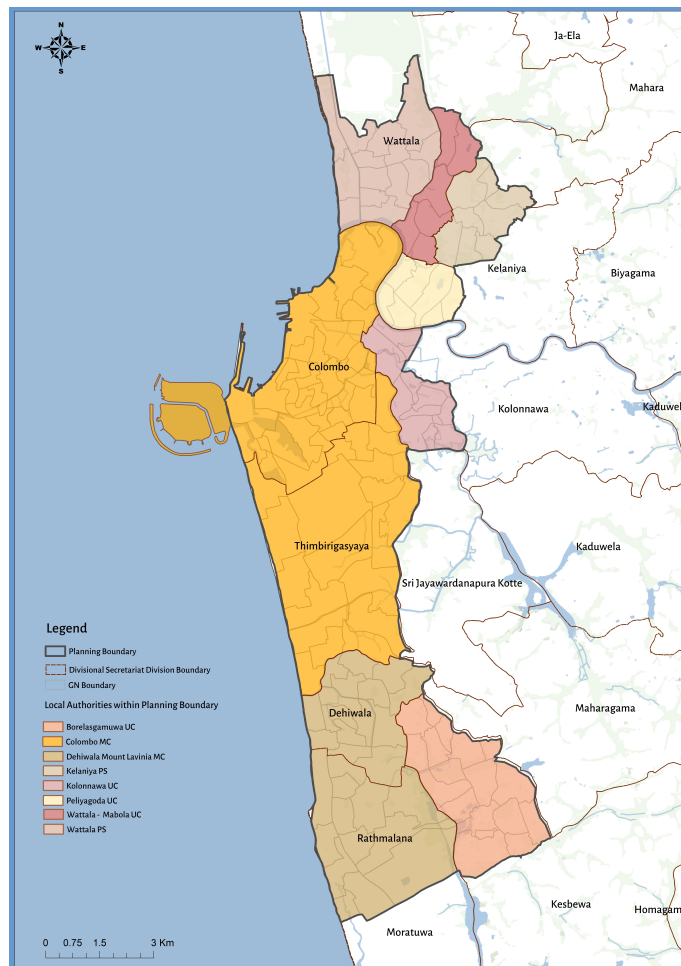 N
W E
S
Ja-Ela
Mahara
Wattala
Kelaniya
Biyagama
Colombo
Kolonnawa
Kaduwel
Thimbirigasyaya
Kaduwela
Sri Jayawardanapura Kotte
Maharagama
Dehiwala
Rathmalana
Kesbewa
Homagam
Moratuwa
Legend
Planning Boundary
Divisional Secretariat Division Boundary
GN Boundary
Local Authorities within Planning Boundary
Borelasgamuwa UC
Colombo MC
Dehiwala Mount Lavinia MC
Kelaniya PS
Kolonnawa UC
Peliyagoda UC
Wattala - Mabola UC
Wattala PS
0 0.75 1.5 3 Km